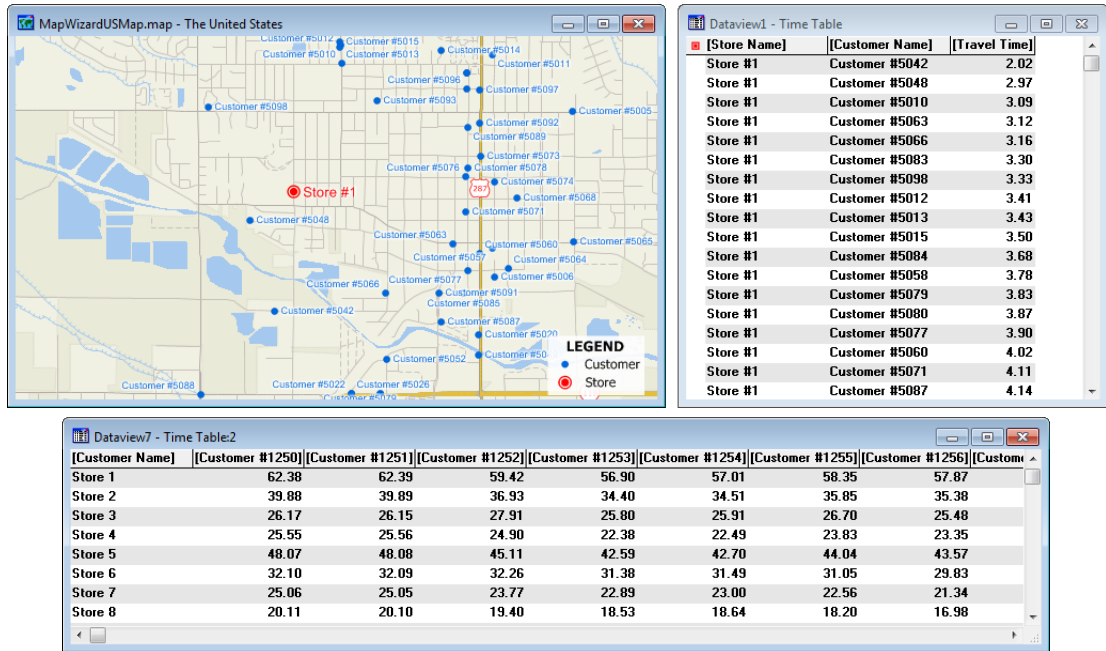 MapWizardUSMap.map - The United States
Customer #5012 Customer #5015
Customer #5010 Customer #5013 Customer #5014
Customer #5011
Customer #5096
Customer #5097
Customer #5098 Customer #5093
Customer #5005
Customer #5092
Customer #5089
Customer #5073
Customer #5076 Customer #5078
Customer #5074
287
Store #1
Customer #5068
Customer #5048 Customer #5071
Customer #5063
Customer #5060 Customer #5065
Customer #5057 Customer #5064
Customer #5066 Customer #5077 Customer #5006
Customer #5091
Customer #5085
Customer #5042
Customer #5087
Customer #5020
Customer #5052
Customer #5088 Customer #5022 Customer #5026
Customer #5079
LEGEND
Customer
Store
Dataview1 - Time Table
[Store Name] [Customer Name] [Travel Time]
Store #1 Customer #5042 2.02
Store #1 Customer #5048 2.97
Store #1 Customer #5010 3.09
Store #1 Customer #5063 3.12
Store #1 Customer #5066 3.16
Store #1 Customer #5083 3.30
Store #1 Customer #5098 3.33
Store #1 Customer #5012 3.41
Store #1 Customer #5013 3.43
Store #1 Customer #5015 3.50
Store #1 Customer #5084 3.68
Store #1 Customer #5058 3.78
Store #1 Customer #5079 3.83
Store #1 Customer #5080 3.87
Store #1 Customer #5077 3.90
Store #1 Customer #5060 4.02
Store #1 Customer #5071 4.11
Store #1 Customer #5087 4.14
Dataview7 - Time Table:2
[Customer Name] [Customer #1250] [Customer #1251] [Customer #1252] [Customer #1253] [Customer #1254] [Customer #1255] [Customer #1256] [Custom
Store 1 62.38 62.39 59.42 56.90 57.01 58.35 57.87
Store 2 39.88 39.89 36.93 34.40 34.51 35.85 35.38
Store 3 26.17 26.15 27.91 25.80 25.91 26.70 25.48
Store 4 25.55 25.56 24.90 22.38 22.49 23.83 23.35
Store 5 48.07 48.08 45.11 42.59 42.70 44.04 43.57
Store 6 32.10 32.09 32.26 31.38 31.49 31.05 29.83
Store 7 25.06 25.05 23.77 22.89 23.00 22.56 21.34
Store 8 20.11 20.10 19.40 18.53 18.64 18.20 16.98